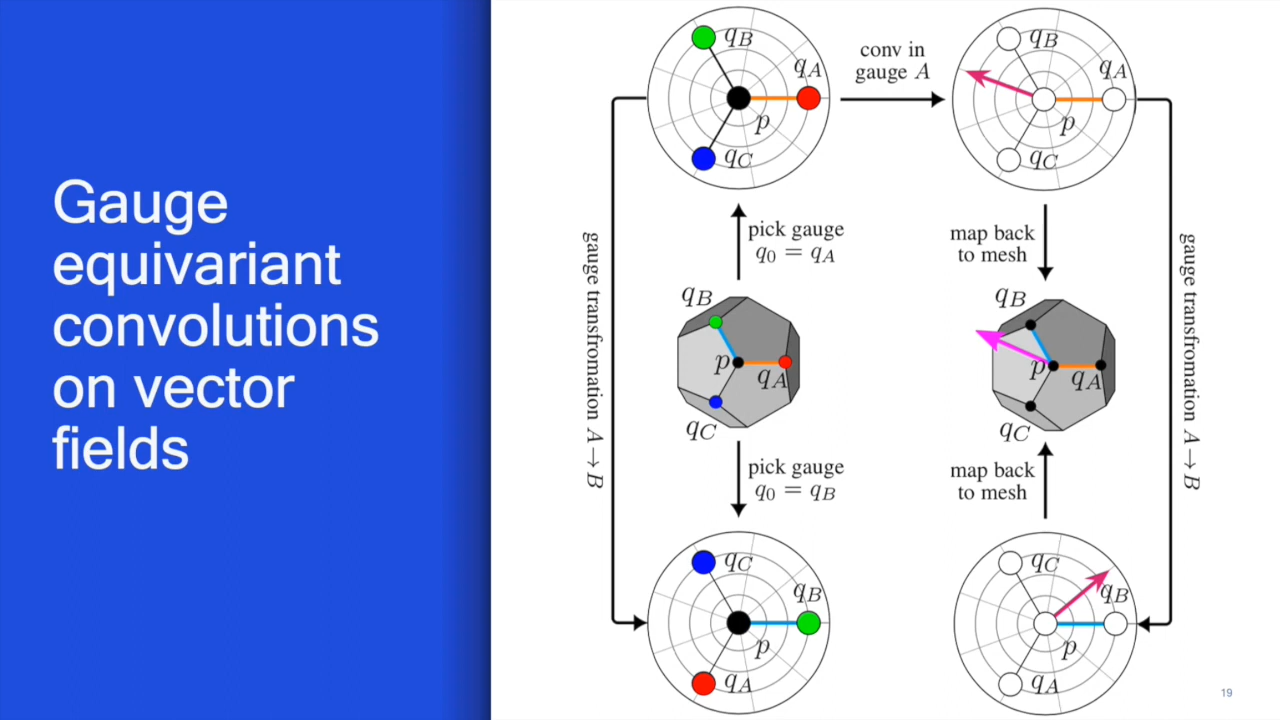 Gauge
equivariant
convolutions
on vector
fields
q_B
q_A
p
q_C
conv in
gauge A
q_B
q_A
p
q_C
pick gauge
q_0 = q_A
map back
to mesh
gauge transfromation A → B
q_B
p
q_A
q_C
q_B
p
q_A
q_C
gauge transfromation A → B
pick gauge
q_0 = q_B
map back
to mesh
q_C
q_B
p
q_A
q_C
q_B
p
q_A
19